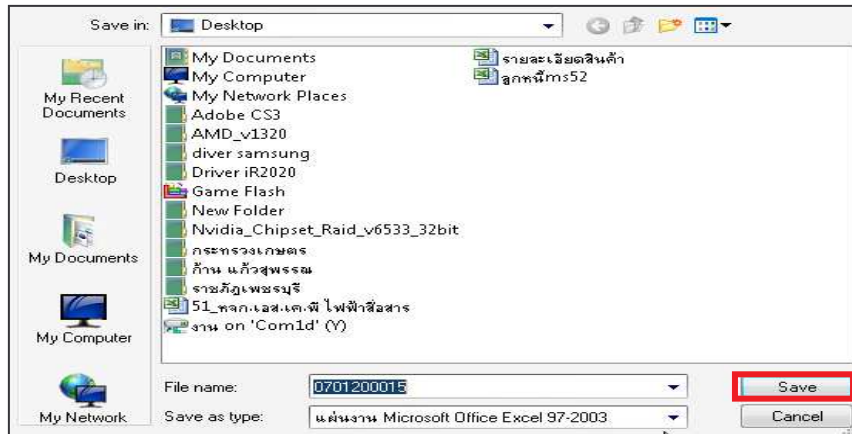 Save in:
Desktop
My Recent
Documents
Desktop
My Documents
My Computer
My Network
My Documents
My Computer
My Network Places
Adobe CS3
AMD_v1320
diver samsung
Driver iR2020
Game Flash
New Folder
Nvidia_Chipset_Raid_v6533_32bit
กระทรวงเกษตร
ก้าน แก้วสุพรรณ
ราชภัฏเพชรบุรี
51_หจก.เอส.เค.พี ไฟฟ้าสื่อสาร
งาน on 'Com1d' (Y)
รายละเอียดสินค้า
ลูกหนี้ms52
File name:
0701200015
Save
Save as type:
แผ่นงาน Microsoft Office Excel 97-2003
Cancel